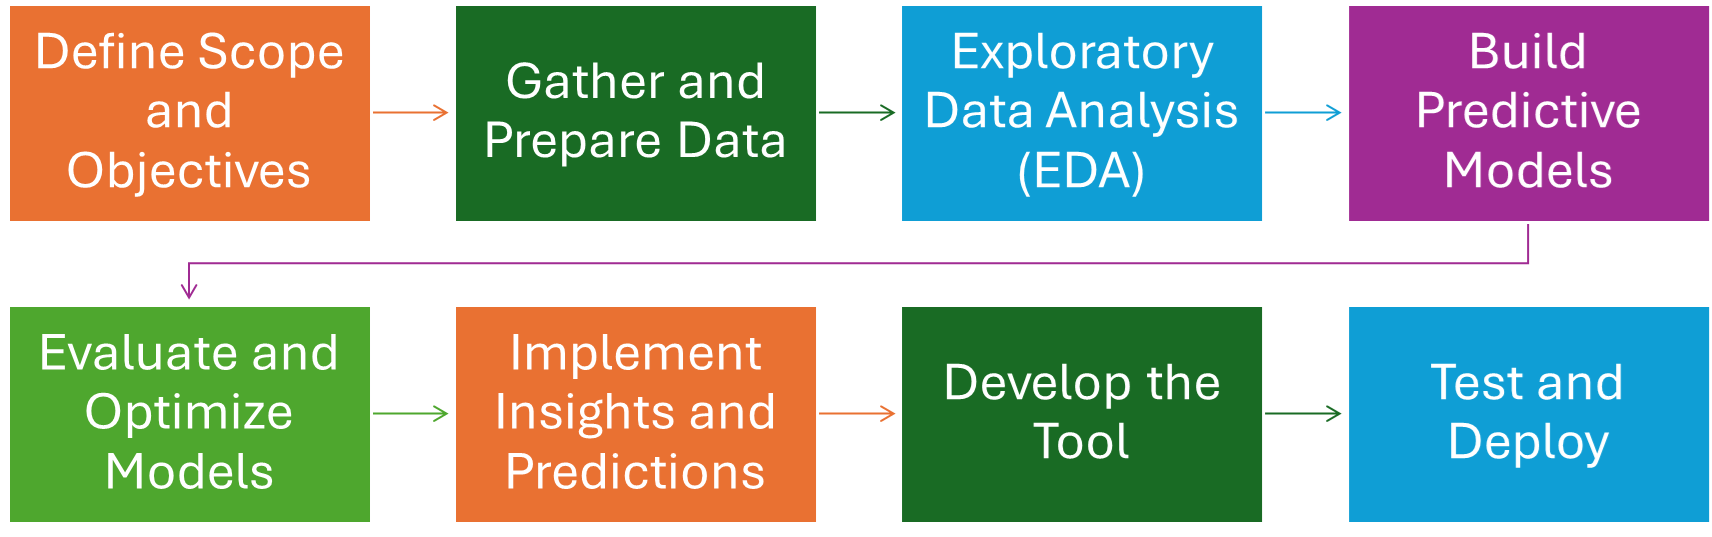 Define Scope
and
Objectives
Gather and
Prepare Data
Exploratory
Data Analysis
(EDA)
Build
Predictive
Models
Evaluate and
Optimize
Models
Implement
Insights and
Predictions
Develop the
Tool
Test and
Deploy